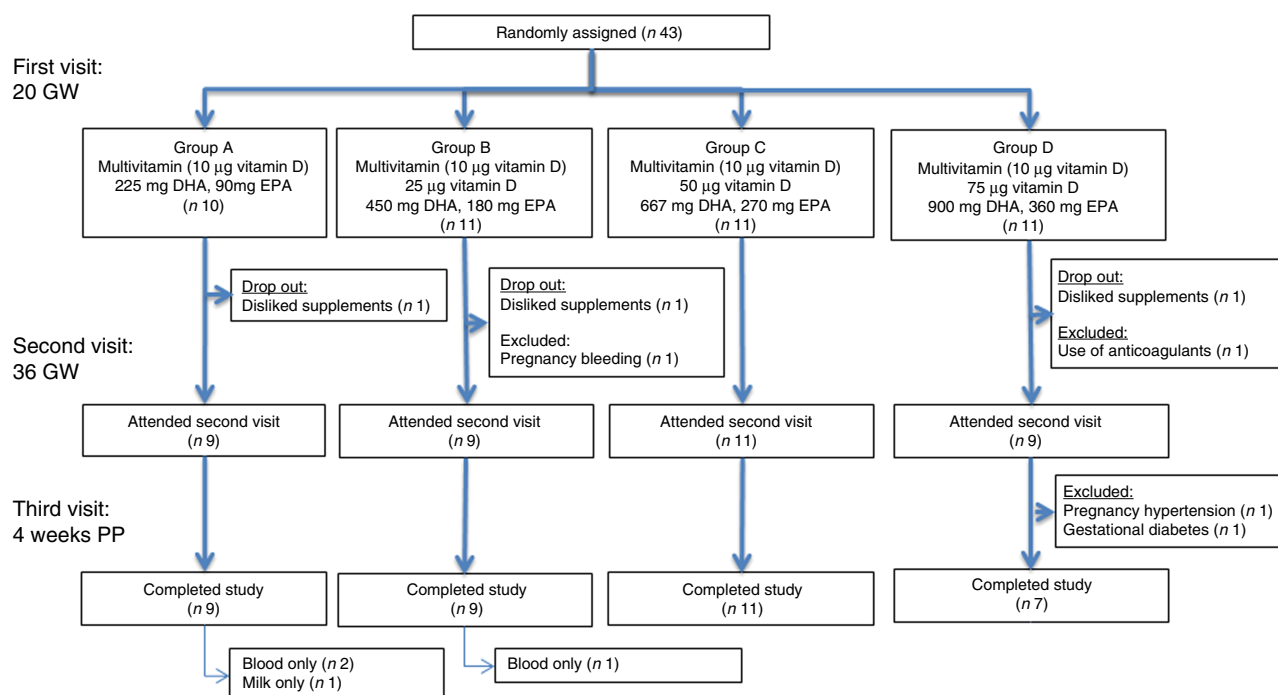 Randomly assigned (n 43)
First visit:
20 GW
Group A
Multivitamin (10 µg vitamin D)
225 mg DHA, 90mg EPA
(n 10)
Group B
Multivitamin (10 µg vitamin D)
25 µg vitamin D
450 mg DHA, 180 mg EPA
(n 11)
Group C
Multivitamin (10 µg vitamin D)
50 µg vitamin D
667 mg DHA, 270 mg EPA
(n 11)
Group D
Multivitamin (10 µg vitamin D)
75 µg vitamin D
900 mg DHA, 360 mg EPA
(n 11)
Drop out:
Disliked supplements (n 1)
Drop out:
Disliked supplements (n 1)
Excluded:
Pregnancy bleeding (n 1)
Drop out:
Disliked supplements (n 1)
Excluded:
Use of anticoagulants (n 1)
Second visit:
36 GW
Attended second visit
(n 9)
Attended second visit
(n 9)
Attended second visit
(n 11)
Attended second visit
(n 9)
Excluded:
Pregnancy hypertension (n 1)
Gestational diabetes (n 1)
Third visit:
4 weeks PP
Completed study
(n 9)
Completed study
(n 9)
Completed study
(n 11)
Completed study
(n 7)
Blood only (n 2)
Milk only (n 1)
Blood only (n 1)